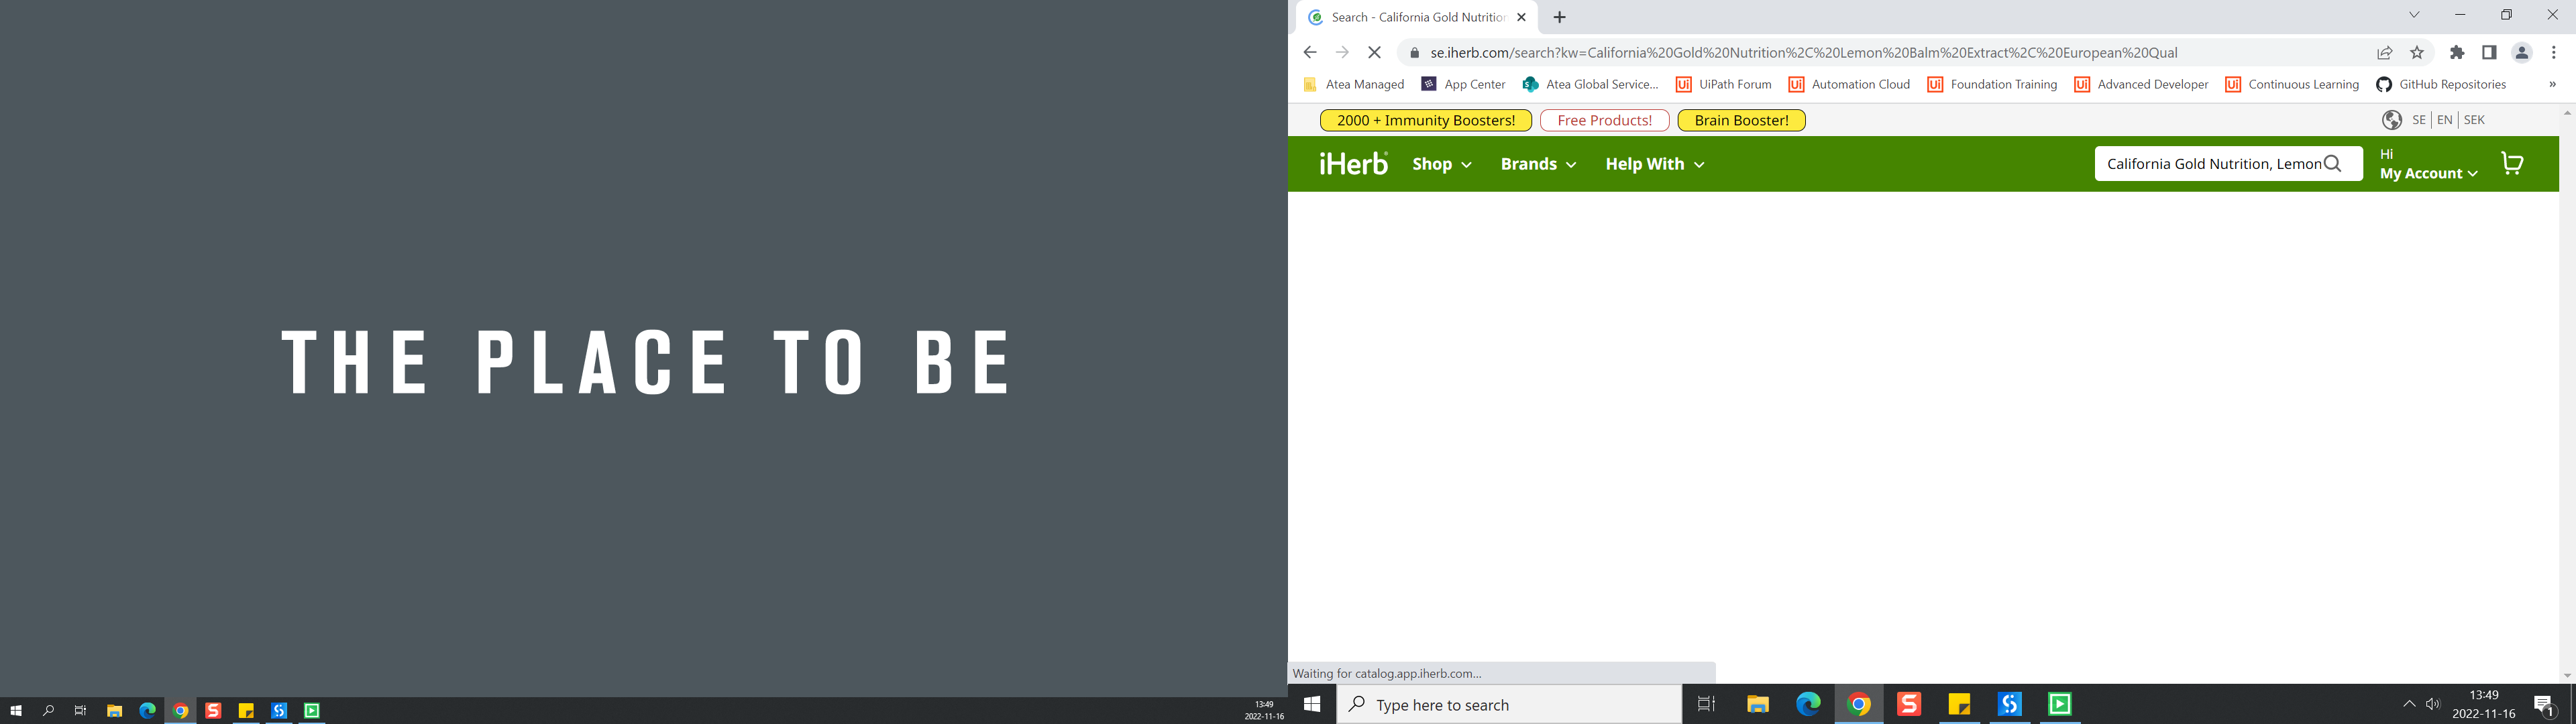 THE PLACE TO BE
13:49
2022-11-16
Search - California Gold Nutrition
se.iherb.com/search?kw=California%20Gold%20Nutrition%2C%20Lemon%20Balm%20Extract%2C%20European%20Qual
Atea Managed App Center Atea Global Service... UiPath Forum Automation Cloud Foundation Training Advanced Developer Continuous Learning GitHub Repositories »
2000 + Immunity Boosters! Free Products! Brain Booster! SE EN SEK
iHerb Shop Brands Help With California Gold Nutrition, Lemon Hi
My Account
Waiting for catalog.app.iherb.com...
Type here to search 13:49
2022-11-16 1